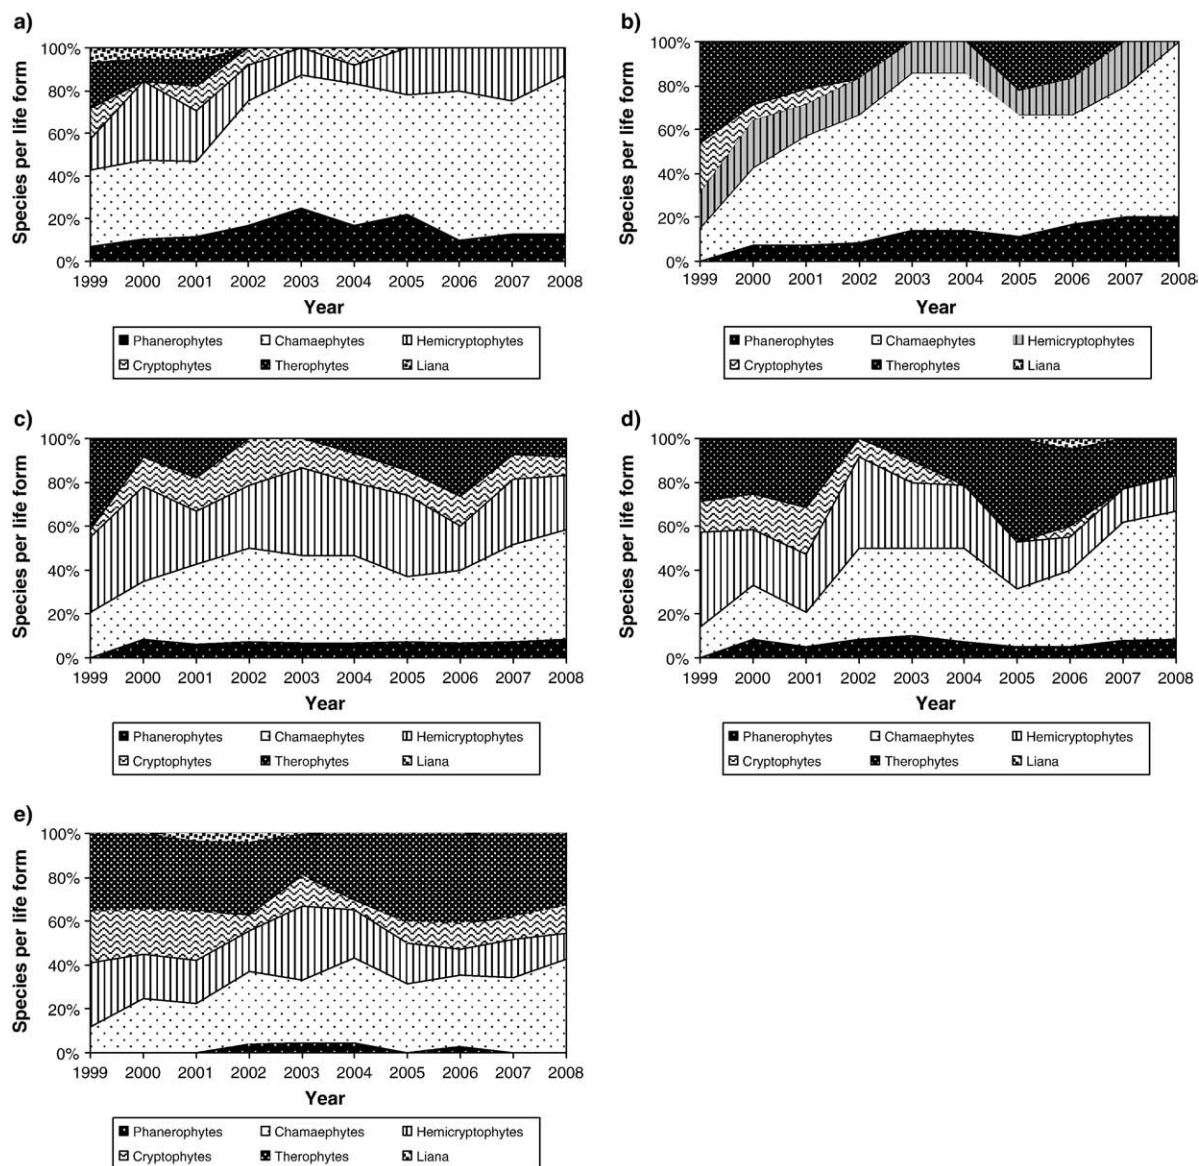 a)
Species per life form
100%
80%
60%
40%
20%
0%
1999 2000 2001 2002 2003 2004 2005 2006 2007 2008
Year
Phanerophytes Chamaephytes Hemicryptophytes
Cryptophytes Therophytes Liana
b)
Species per life form
100%
80%
60%
40%
20%
0%
1999 2000 2001 2002 2003 2004 2005 2006 2007 2008
Year
Phanerophytes Chamaephytes Hemicryptophytes
Cryptophytes Therophytes Liana
c)
Species per life form
100%
80%
60%
40%
20%
0%
1999 2000 2001 2002 2003 2004 2005 2006 2007 2008
Year
Phanerophytes Chamaephytes Hemicryptophytes
Cryptophytes Therophytes Liana
d)
Species per life form
100%
80%
60%
40%
20%
0%
1999 2000 2001 2002 2003 2004 2005 2006 2007 2008
Year
Phanerophytes Chamaephytes Hemicryptophytes
Cryptophytes Therophytes Liana
e)
Species per life form
100%
80%
60%
40%
20%
0%
1999 2000 2001 2002 2003 2004 2005 2006 2007 2008
Year
Phanerophytes Chamaephytes Hemicryptophytes
Cryptophytes Therophytes Liana